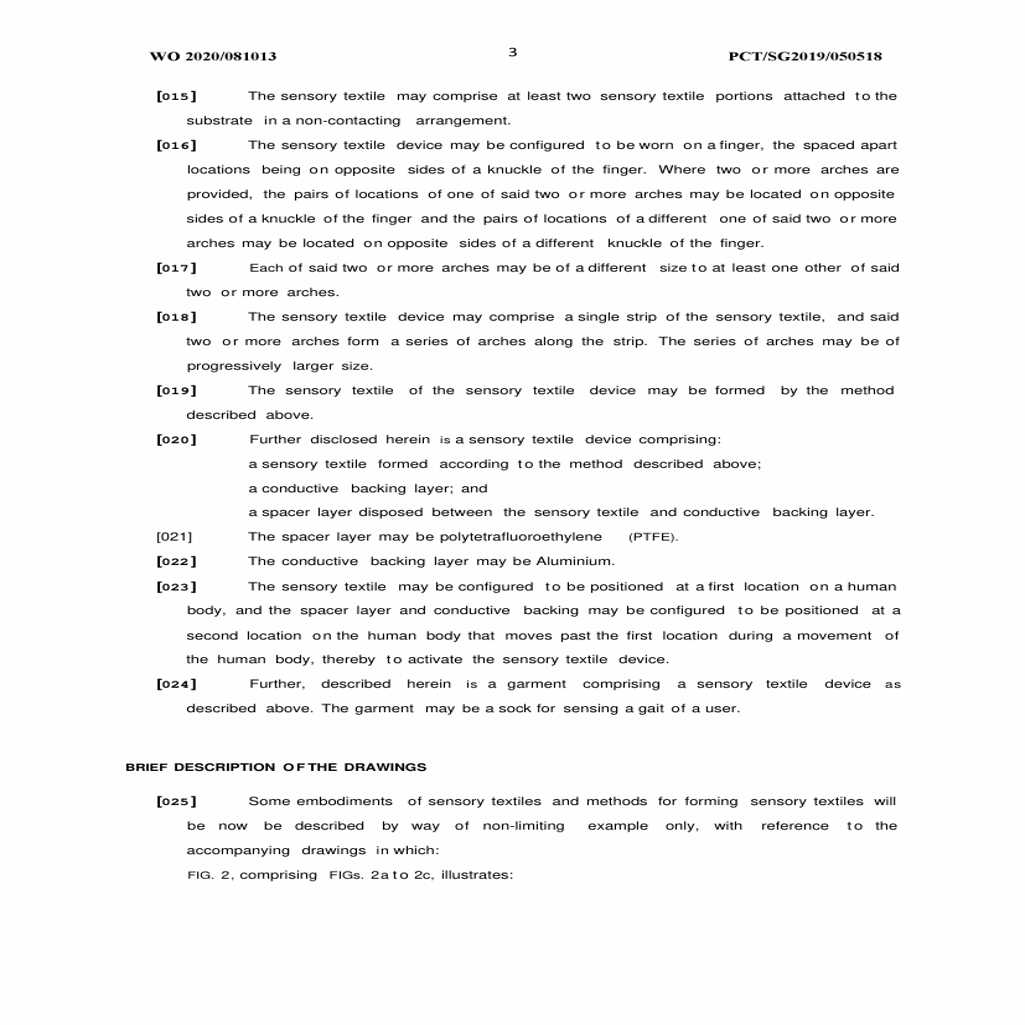 WO 2020/081013 3 PCT/SG2019/050518
[015] The sensory textile may comprise at least two sensory textile portions attached to the
substrate in a non-contacting arrangement.
[016] The sensory textile device may be configured to be worn on a finger, the spaced apart
locations being on opposite sides of a knuckle of the finger. Where two or more arches are
provided, the pairs of locations of one of said two or more arches may be located on opposite
sides of a knuckle of the finger and the pairs of locations of a different one of said two or more
arches may be located on opposite sides of a different knuckle of the finger.
[017] Each of said two or more arches may be of a different size to at least one other of said
two or more arches.
[018] The sensory textile device may comprise a single strip of the sensory textile, and said
two or more arches form a series of arches along the strip. The series of arches may be of
progressively larger size.
[019] The sensory textile of the sensory textile device may be formed by the method
described above.
[020] Further disclosed herein is a sensory textile device comprising:
a sensory textile formed according to the method described above;
a conductive backing layer; and
a spacer layer disposed between the sensory textile and conductive backing layer.
[021] The spacer layer may be polytetrafluoroethylene (PTFE).
[022] The conductive backing layer may be Aluminium.
[023] The sensory textile may be configured to be positioned at a first location on a human
body, and the spacer layer and conductive backing may be configured to be positioned at a
second location on the human body that moves past the first location during a movement of
the human body, thereby to activate the sensory textile device.
[024] Further, described herein is a garment comprising a sensory textile device as
described above. The garment may be a sock for sensing a gait of a user.
BRIEF DESCRIPTION OF THE DRAWINGS
[025] Some embodiments of sensory textiles and methods for forming sensory textiles will
be now be described by way of non-limiting example only, with reference to the
accompanying drawings in which:
FIG. 2, comprising FIGs. 2a to 2c, illustrates: